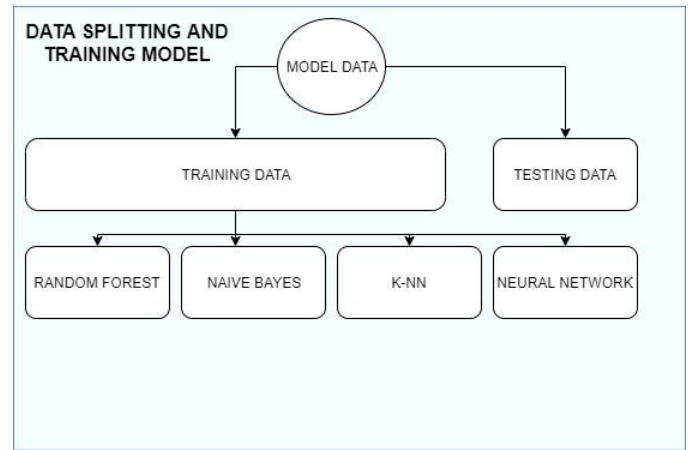 DATA SPLITTING AND
TRAINING MODEL
MODEL DATA
TRAINING DATA
TESTING DATA
RANDOM FOREST
NAIVE BAYES
K-NN
NEURAL NETWORK